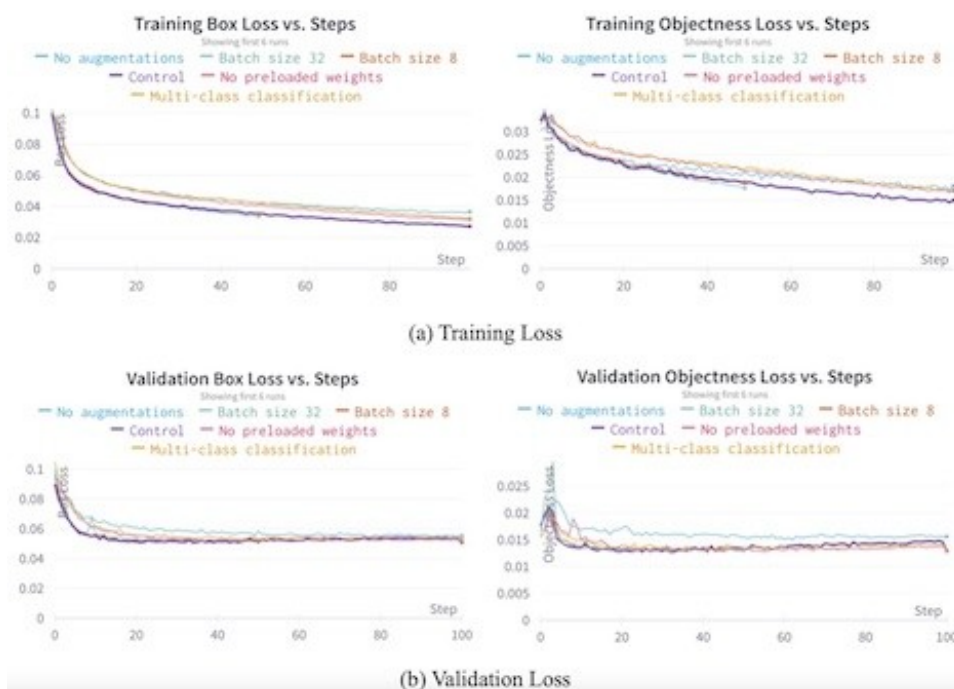 Training Box Loss vs. Steps
Showing first 6 runs
No augmentations Batch size 32 Batch size 8
Control No preloaded weights
Multi-class classification
0.1
0.08
0.06
0.04
0.02
0
20
40
60
80
Step
Training Objectness Loss vs. Steps
Showing first 6 runs
No augmentations Batch size 32 Batch size 8
Control No preloaded weights
Multi-class classification
Objectness Loss
0.03
0.025
0.02
0.015
0.01
0.005
0
0
20
40
60
80
Step
(a) Training Loss
Validation Box Loss vs. Steps
Showing first 6 runs
No augmentations Batch size 32 Batch size 8
Control No preloaded weights
Multi-class classification
0.1
0.08
0.06
0.04
0.02
0
0
20
40
60
80
100
Step
Validation Objectness Loss vs. Steps
Showing first 6 runs
No augmentations Batch size 32 Batch size 8
Control No preloaded weights
Multi-class classification
Objectness Loss
0.025
0.02
0.015
0.01
0.005
0
0
20
40
60
80
Step
(b) Validation Loss